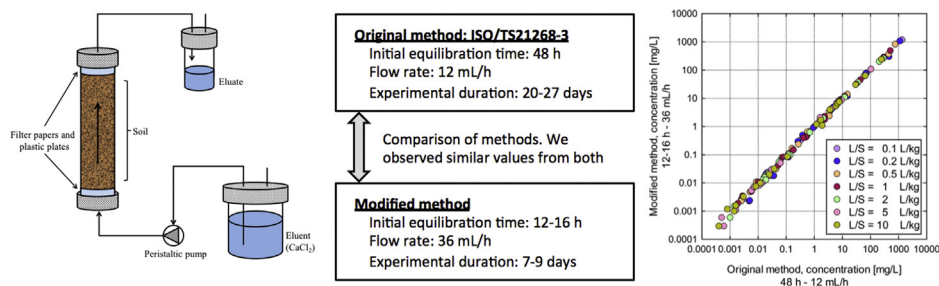 Eluate
Filter papers and
plastic plates
Soil
Peristaltic pump
Eluent
(CaCl₂)
Original method: ISO/TS21268-3
Initial equilibration time: 48 h
Flow rate: 12 mL/h
Experimental duration: 20-27 days
Comparison of methods. We
observed similar values from both
Modified method
Initial equilibration time: 12-16 h
Flow rate: 36 mL/h
Experimental duration: 7-9 days
Modified method, concentration [mg/L]
12-16 h - 36 mL/h
10000
1000
100
10
1
0.1
0.01
0.001
0.0001
L/S = 0.1 L/kg
L/S = 0.2 L/kg
L/S = 0.5 L/kg
L/S = 1 L/kg
L/S = 2 L/kg
L/S = 5 L/kg
L/S = 10 L/kg
0.0001 0.001 0.01 0.1 1 10 100 1000 10000
Original method, concentration [mg/L]
48 h - 12 mL/h